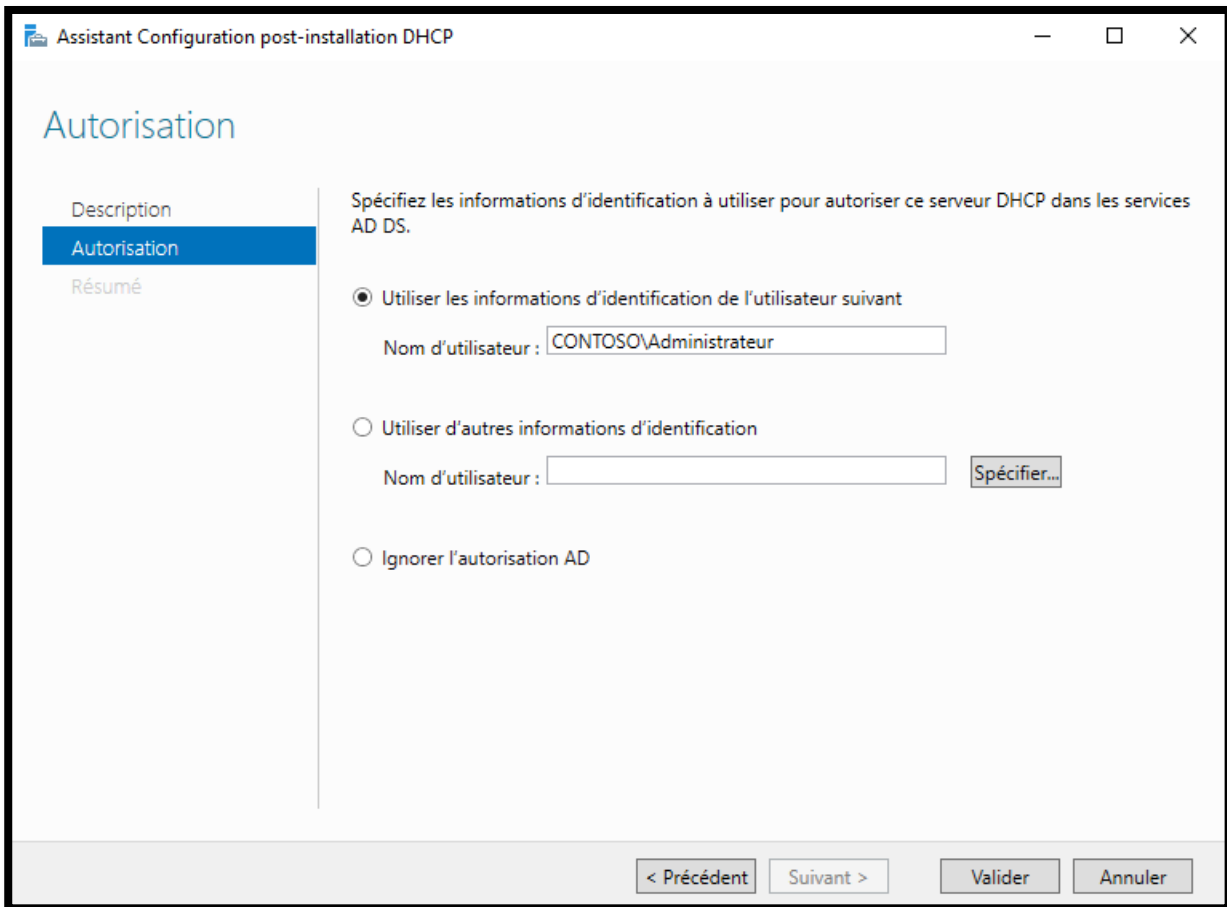 Assistant Configuration post-installation DHCP
Autorisation
Description
Autorisation
Résumé
Spécifiez les informations d’identification à utiliser pour autoriser ce serveur DHCP dans les services
AD DS.
Utiliser les informations d’identification de l’utilisateur suivant
Nom d’utilisateur : CONTOSO\Administrateur
Utiliser d'autres informations d’identification
Nom d’utilisateur : Spécifier...
Ignorer l’autorisation AD
< Précédent Suivant > Valider Annuler